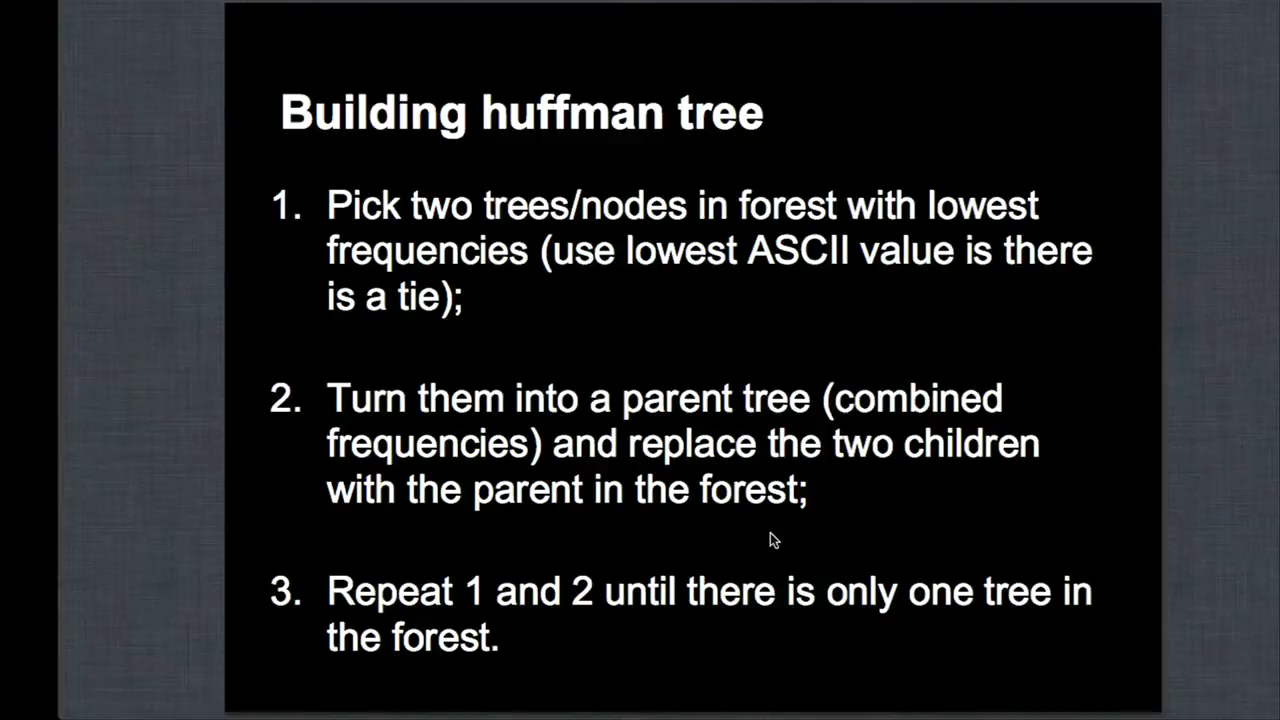 Building huffman tree
1. Pick two trees/nodes in forest with lowest
frequencies (use lowest ASCII value is there
is a tie);
2. Turn them into a parent tree (combined
frequencies) and replace the two children
with the parent in the forest;
3. Repeat 1 and 2 until there is only one tree in
the forest.